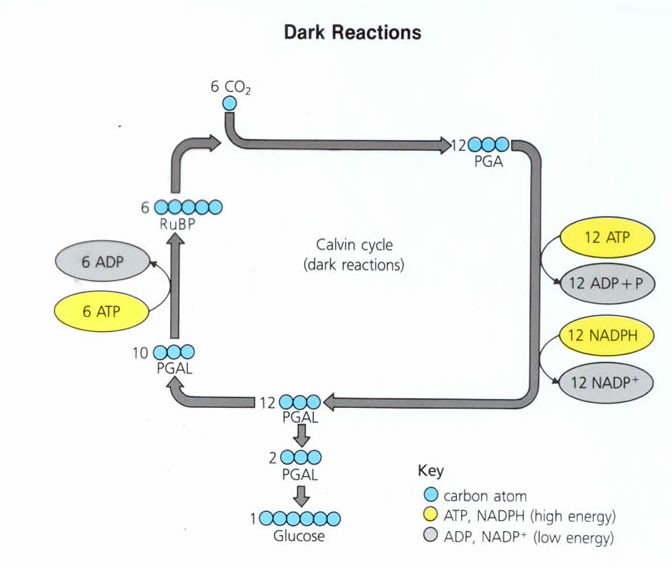 Dark Reactions
6 CO₂
12
PGA
6
RuBP
Calvin cycle
(dark reactions)
12 ATP
12 ADP + P
6 ADP
6 ATP
12 NADPH
12 NADP⁺
10
PGAL
12
PGAL
2
PGAL
1
Glucose
Key
carbon atom
ATP, NADPH (high energy)
ADP, NADP⁺ (low energy)